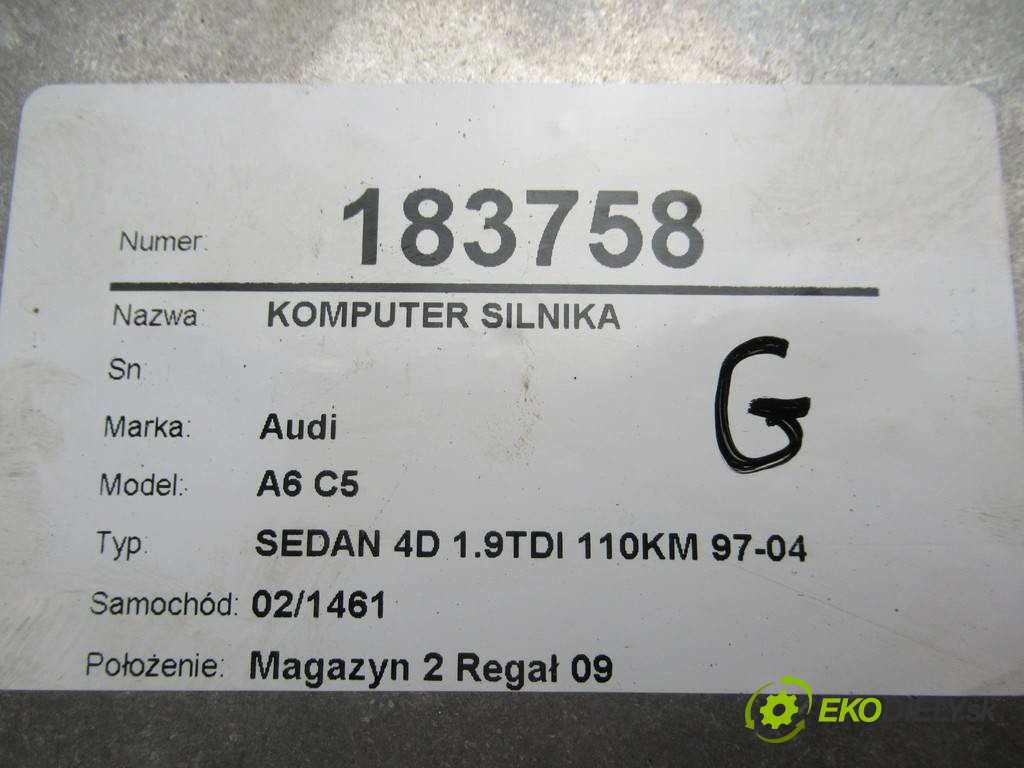 Numer: 183758
Nazwa: KOMPUTER SILNIKA
Sn:
G
Marka: Audi
Model: A6 C5
Typ: SEDAN 4D 1.9TDI 110KM 97-04
Samochód: 02/1461
Położenie: Magazyn 2 Regał 09
EKODIELY.sk